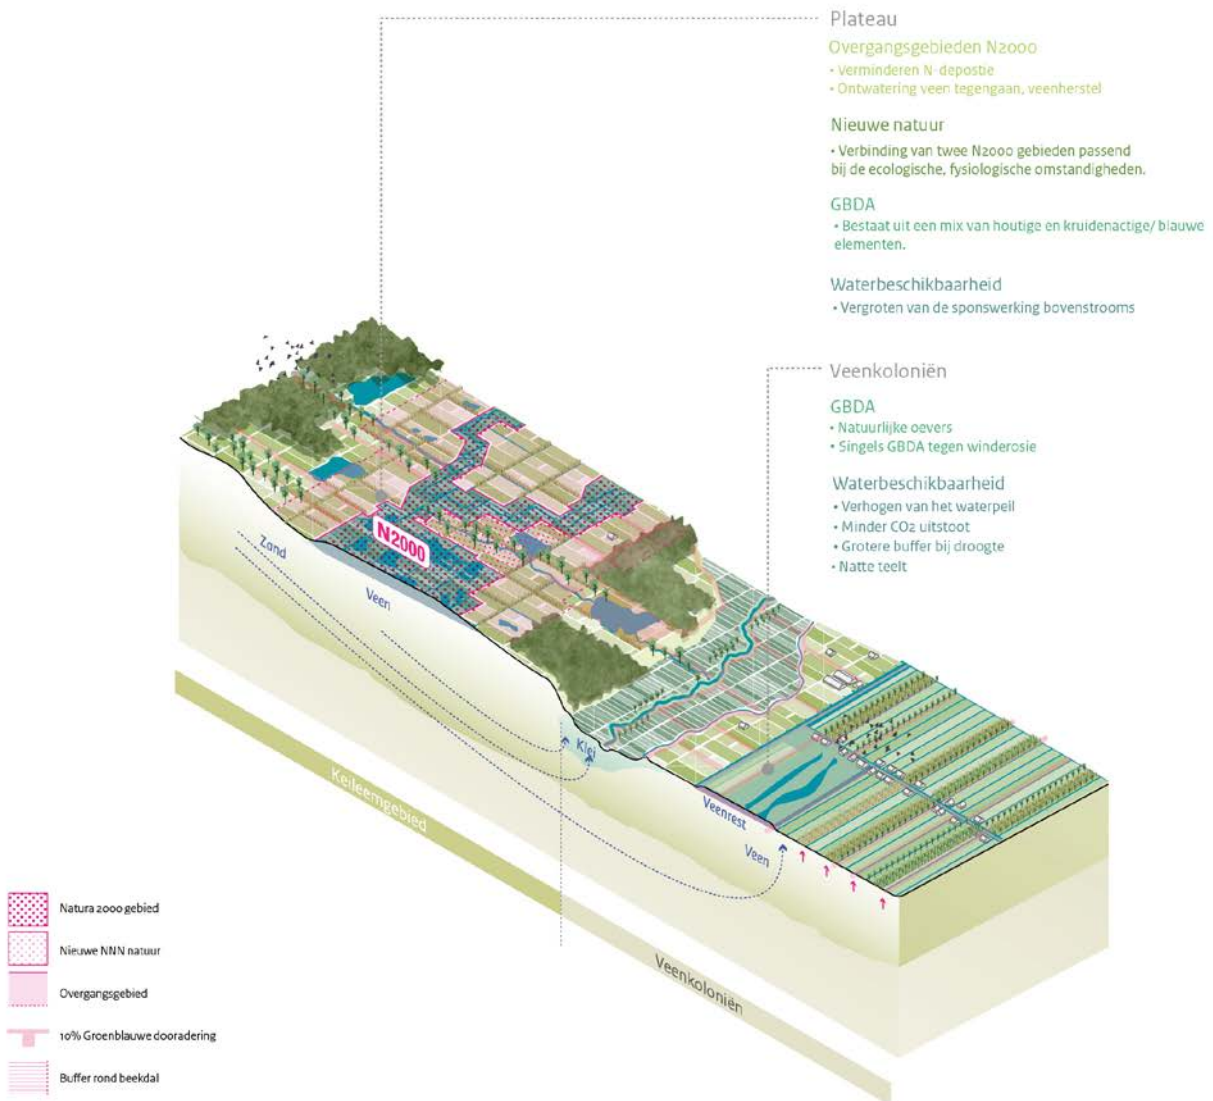 Plateau
Overgangsgebieden N2000
• Verminderen N-depostie
• Ontwatering veen tegengaan, veenherstel
Nieuwe natuur
• Verbinding van twee N2000 gebieden passend
bij de ecologische, fysiologische omstandigheden.
GBDA
• Bestaat uit een mix van houtige en kruidenactige/ blauwe
elementen.
Waterbeschikbaarheid
• Vergroten van de sponswerking bovenstrooms
Veenkoloniën
GBDA
• Natuurlijke oevers
• Singels GBDA tegen winderosie
Waterbeschikbaarheid
• Verhogen van het waterpeil
• Minder CO2 uitstoot
• Grotere buffer bij droogte
• Natte teelt
N2000
Zand
Veen
Klei
Veenrest
Veen
Keileemgebied
Veenkoloniën
Natura 2000 gebied
Nieuwe NNN natuur
Overgangsgebied
10% Groenblauwe dooradering
Buffer rond beekdal